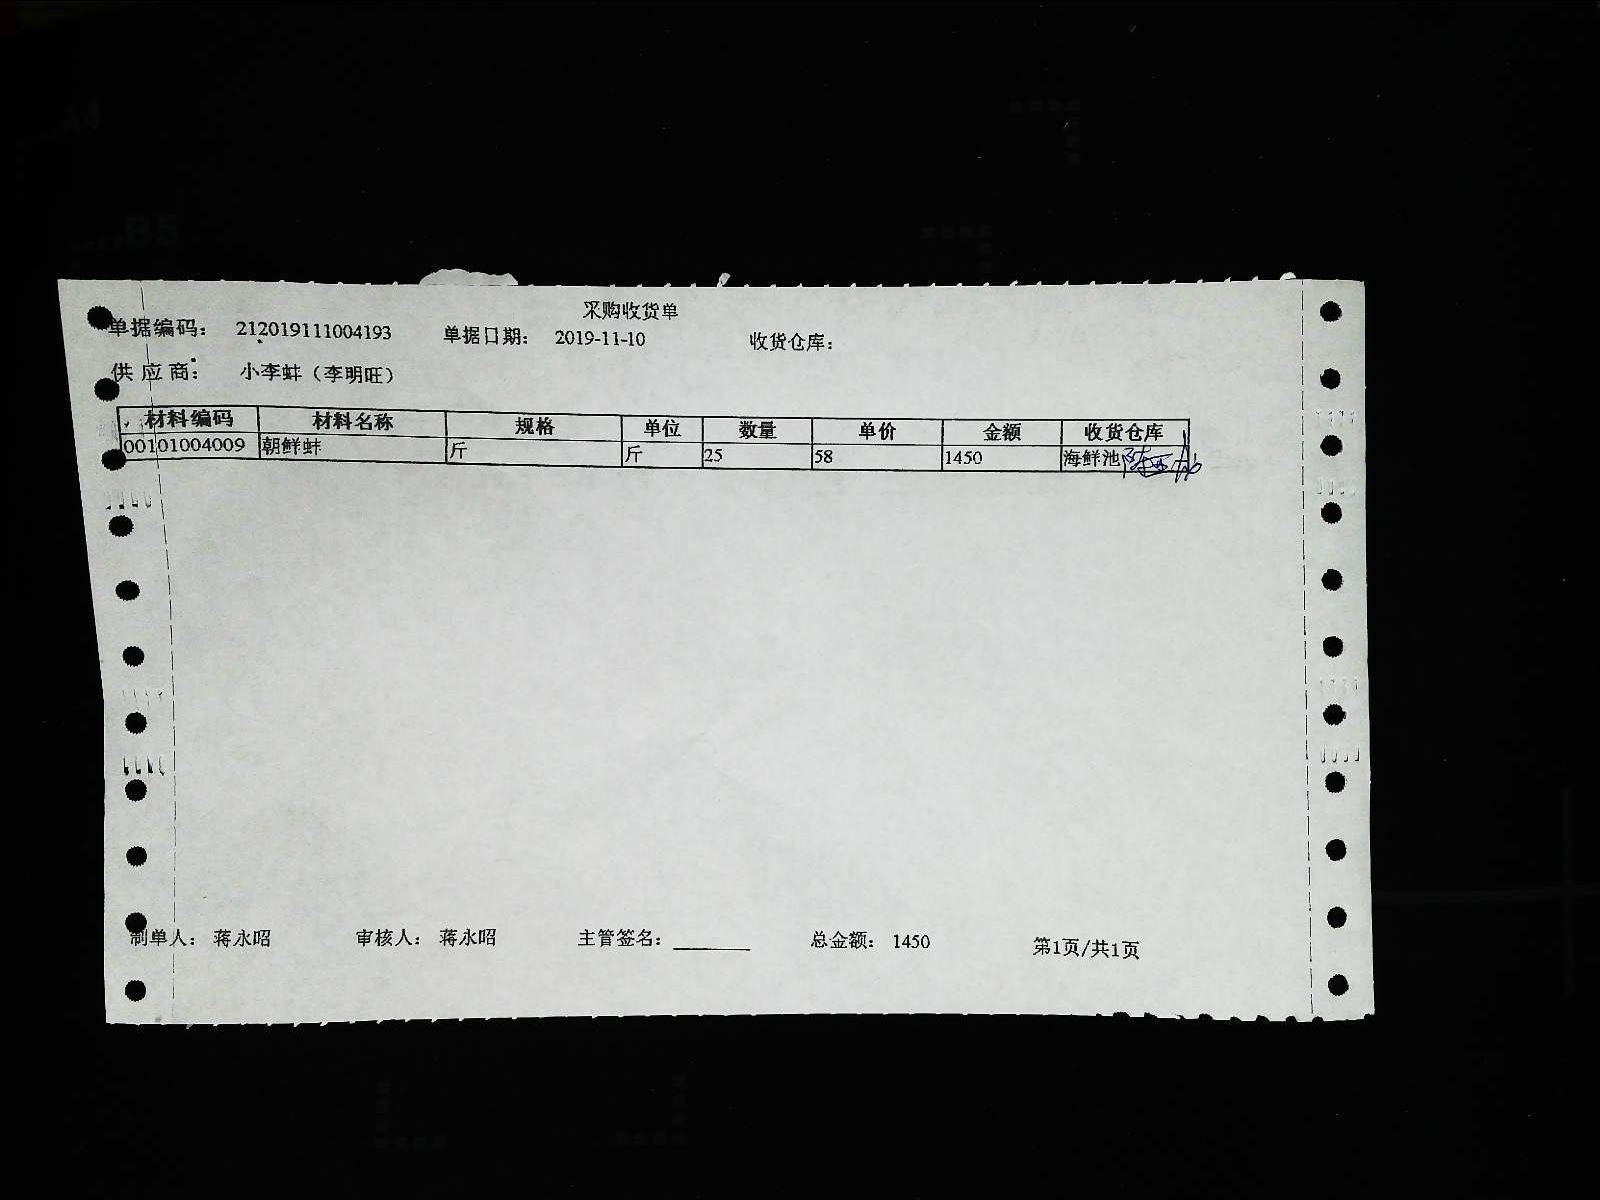 采购收货单
单据编码： 212019111004193 单据日期： 2019-11-10 收货仓库：
供 应 商： 小李蚌（李明旺）
材料编码 材料名称 规格 单位 数量 单价 金额 收货仓库
00101004009 朝鲜蚌 斤 斤 25 58 1450 海鲜池
制单人： 蒋永昭 审核人： 蒋永昭 主管签名： 总金额： 1450 第1页/共1页